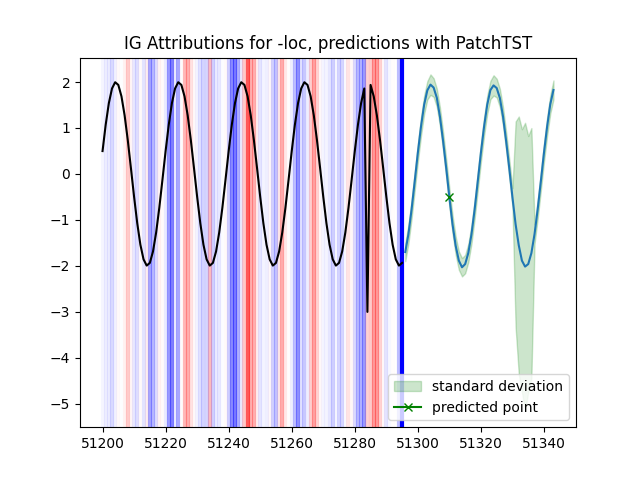 IG Attributions for -loc, predictions with PatchTST
2
1
0
−1
−2
−3
−4
−5
standard deviation
predicted point
51200 51220 51240 51260 51280 51300 51320 51340